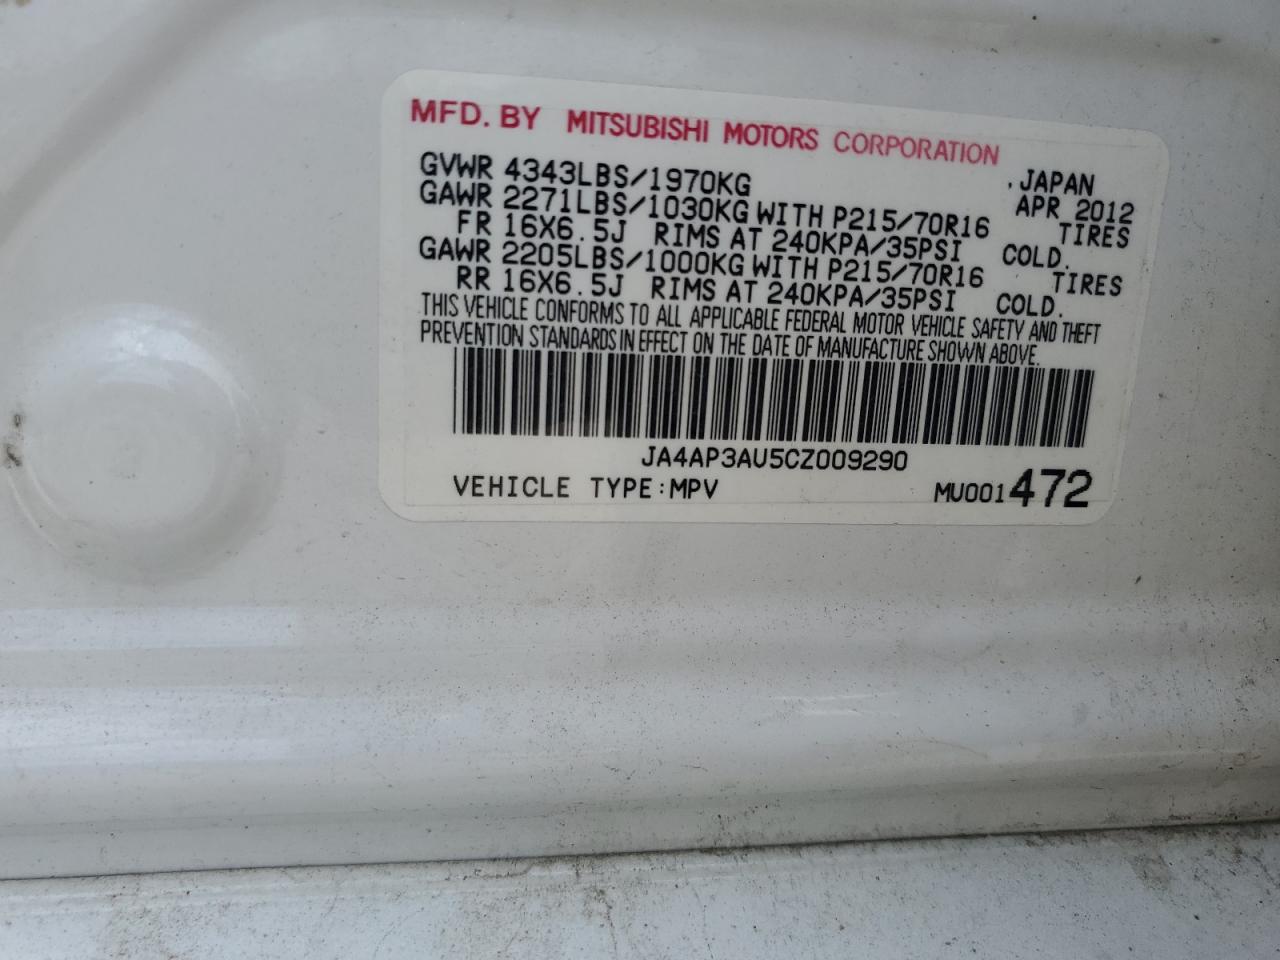 MFD. BY MITSUBISHI MOTORS CORPORATION
GVWR 4343LBS/1970KG JAPAN
GAWR 2271LBS/1030KG WITH P215/70R16 APR 2012
FR 16X6.5J RIMS AT 240KPA/35PSI TIRES COLD.
GAWR 2205LBS/1000KG WITH P215/70R16 TIRES
RR 16X6.5J RIMS AT 240KPA/35PSI COLD.
THIS VEHICLE CONFORMS TO ALL APPLICABLE FEDERAL MOTOR VEHICLE SAFETY AND THEFT
PREVENTION STANDARDS IN EFFECT ON THE DATE OF MANUFACTURE SHOWN ABOVE.
JA4AP3AU5CZ009290
VEHICLE TYPE:MPV MU001472